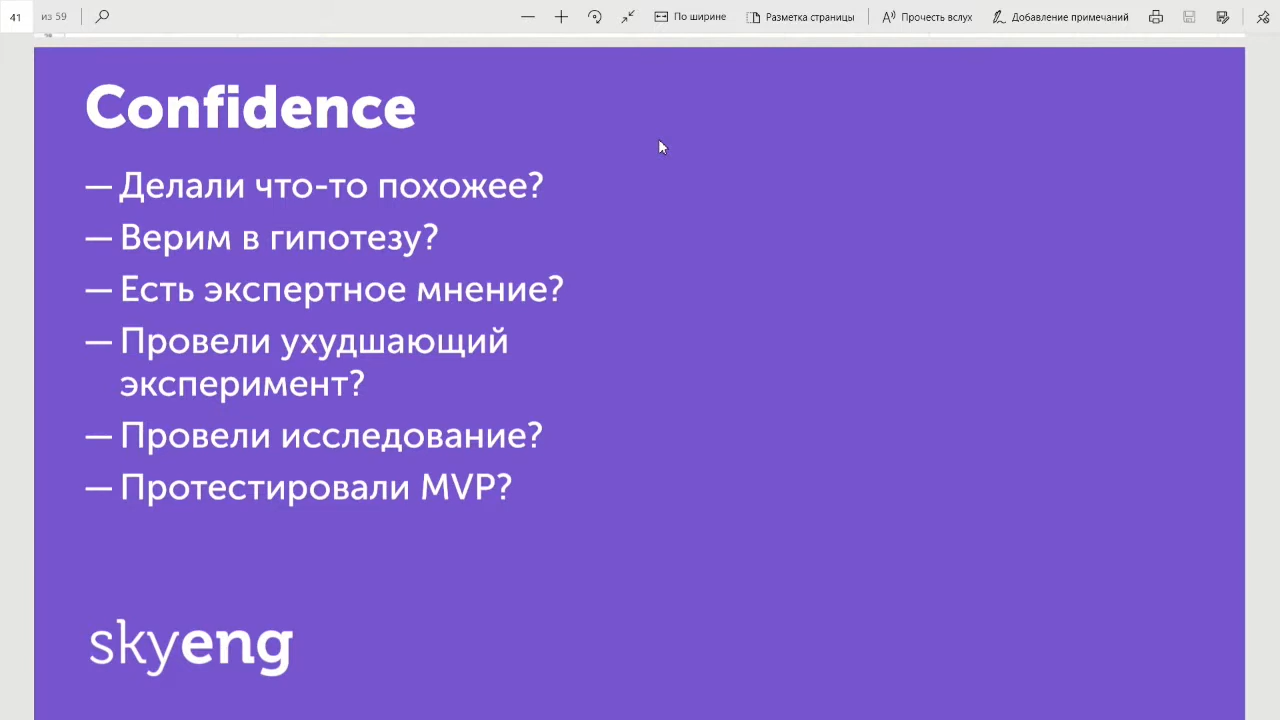 41 из 59 По ширине Разметка страницы Прочесть вслух Добавление примечаний
Confidence
— Делали что-то похожее?
— Верим в гипотезу?
— Есть экспертное мнение?
— Провели ухудшающий
эксперимент?
— Провели исследование?
— Протестировали MVP?
skyeng